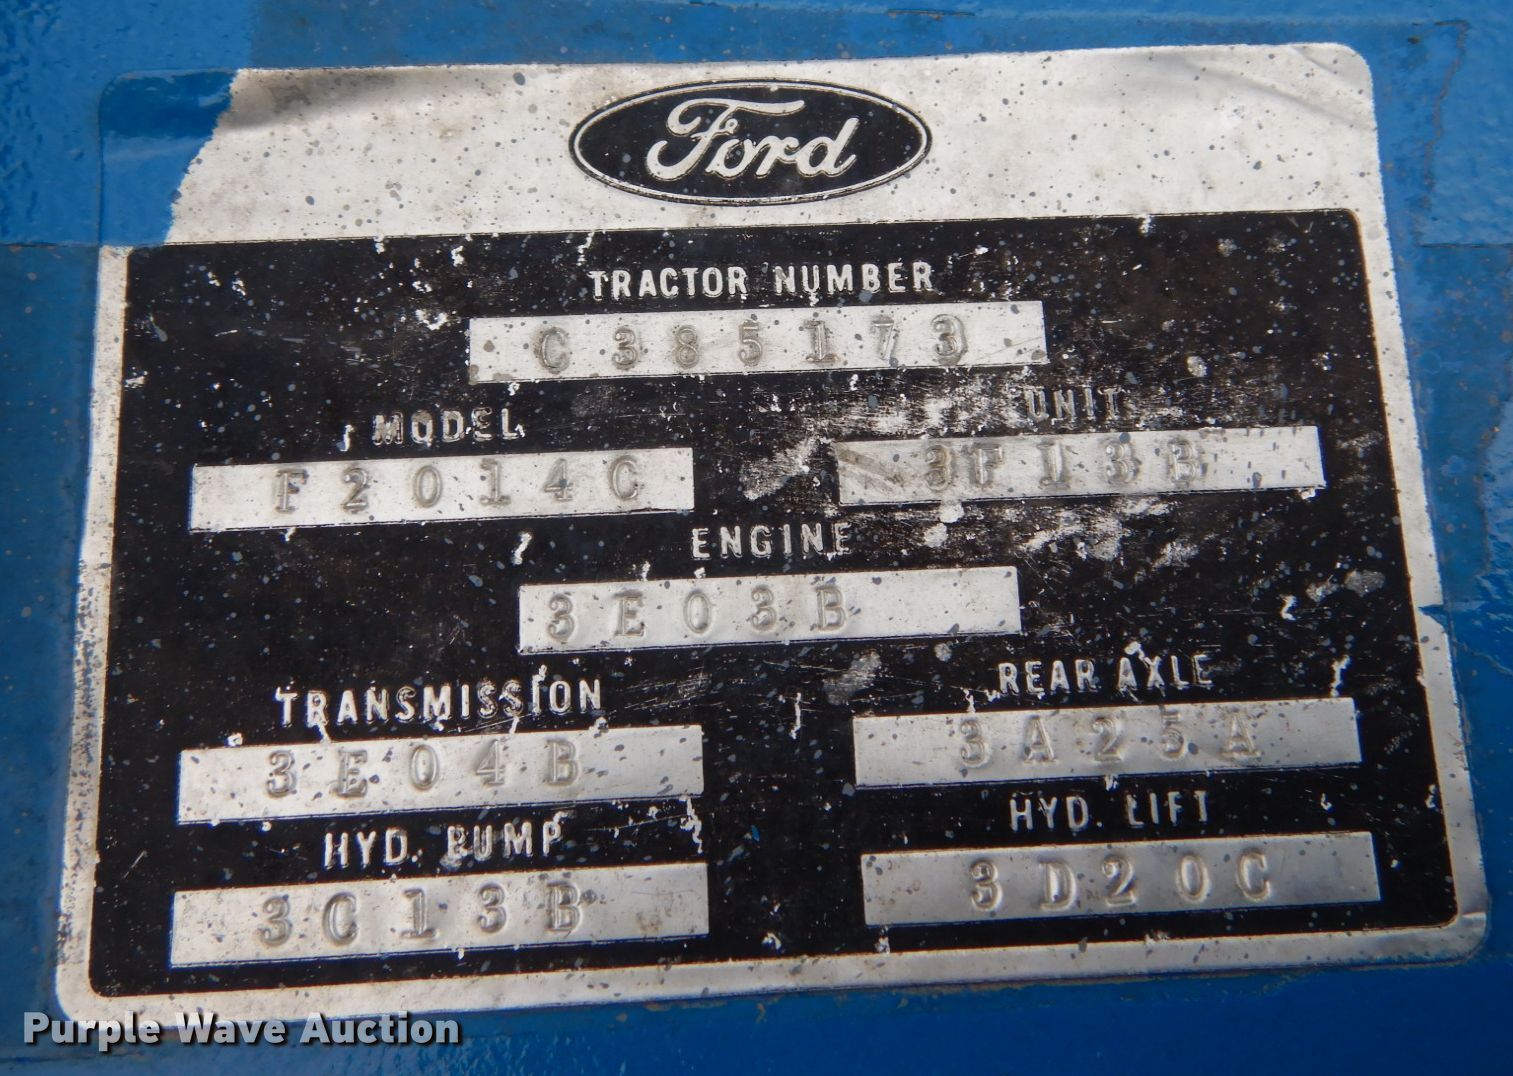 Ford
TRACTOR NUMBER
C385173
MODEL UNIT
F2014C 3F13B
ENGINE
3E03B
TRANSMISSION REAR AXLE
3E04B 3A25A
HYD. PUMP HYD. LIFT
3C13B 3D20C
Purple Wave Auction